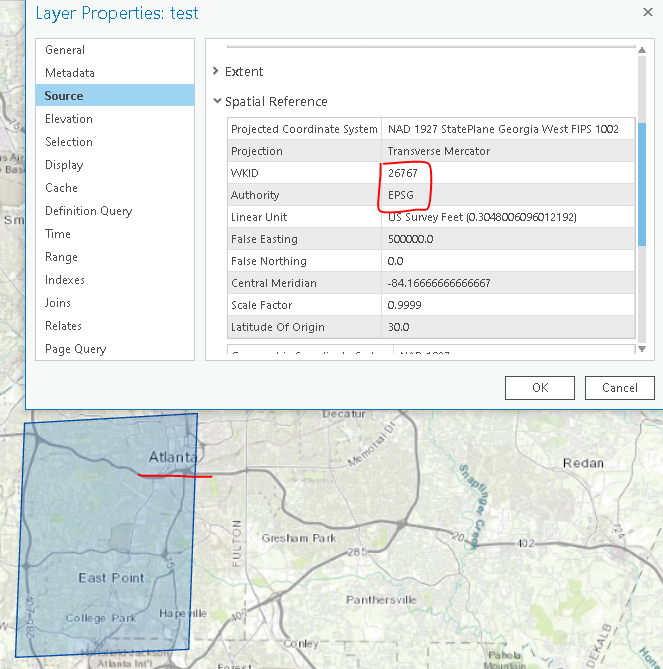 Layer Properties: test
General
Metadata
Source
Elevation
Selection
Display
Cache
Definition Query
Time
Range
Indexes
Joins
Relates
Page Query
Extent
Spatial Reference
Projected Coordinate System NAD 1927 StatePlane Georgia West FIPS 1002
Projection Transverse Mercator
WKID 26767
Authority EPSG
Linear Unit US Survey Feet (0.3048006096012192)
False Easting 500000.0
False Northing 0.0
Central Meridian -84.16666666666667
Scale Factor 0.9999
Latitude Of Origin 30.0
OK Cancel
Decatur
Atlanta
Memorial Dr
Redan
Snapfinger Creek
20
402
724
FULTON
Gresham Park
285
East Point
Panthersville
College Park
Hapeville
Conley
DEKALB
Atlanta Int'l
Forest
Panola
Mountain